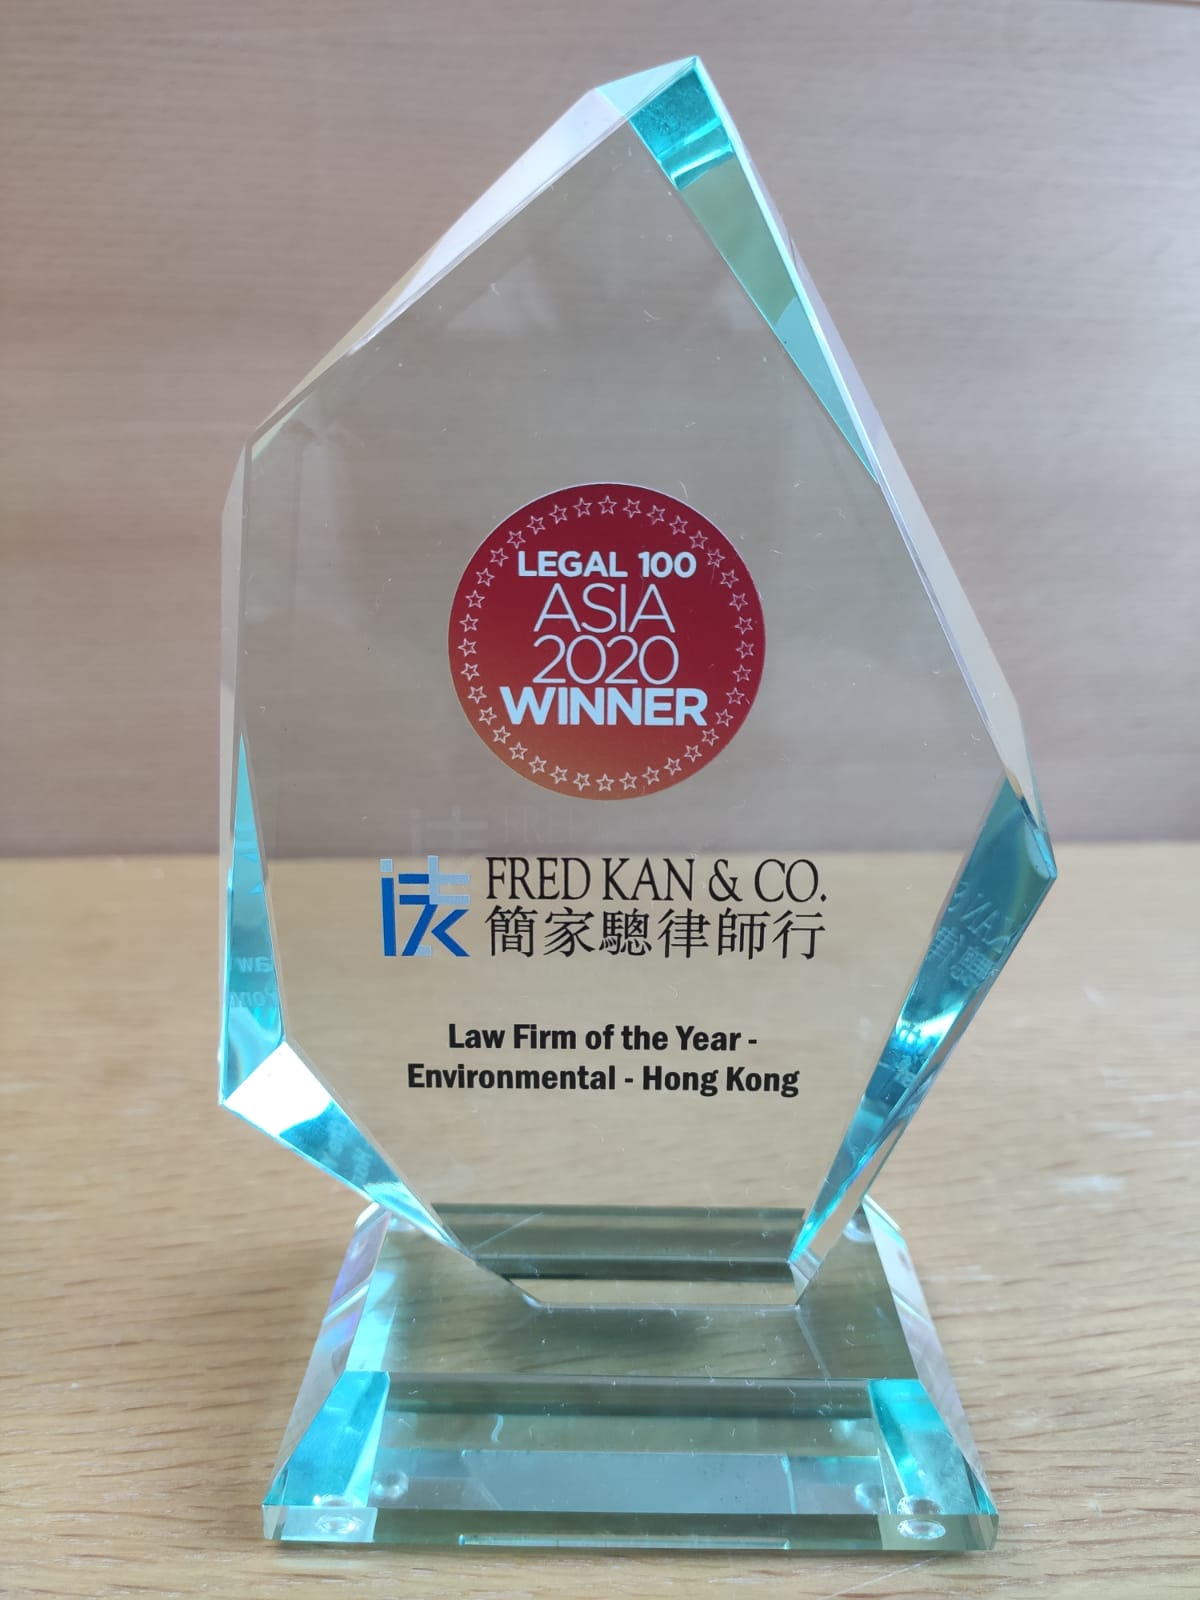 LEGAL 100
ASIA
2020
WINNER
FRED KAN & CO.
簡家驄律師行
Law Firm of the Year -
Environmental - Hong Kong